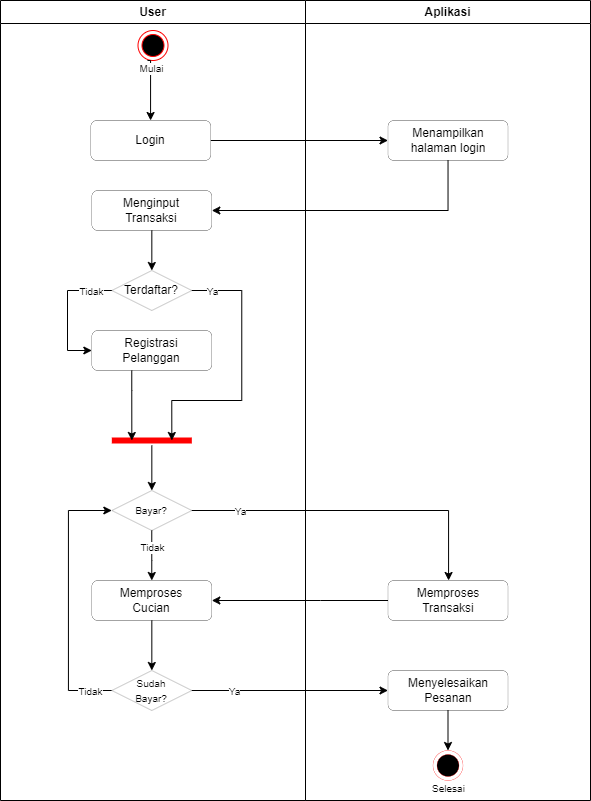 User
Aplikasi
Mulai
Login
Menampilkan
halaman login
Menginput
Transaksi
Terdaftar?
Tidak
Ya
Registrasi
Pelanggan
Bayar?
Ya
Tidak
Memproses
Cucian
Memproses
Transaksi
Sudah
Bayar?
Tidak
Ya
Menyelesaikan
Pesanan
Selesai